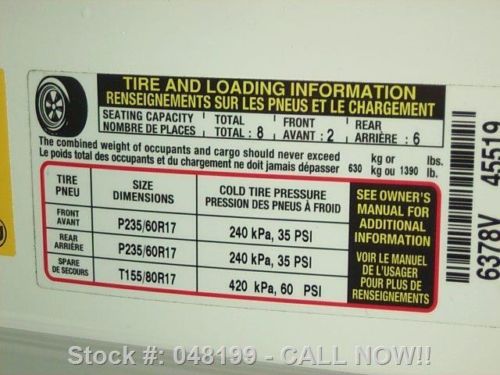 TIRE AND LOADING INFORMATION
RENSEIGNEMENTS SUR LES PNEUS ET LE CHARGEMENT
SEATING CAPACITY TOTAL FRONT REAR
NOMBRE DE PLACES TOTAL : 8 AVANT : 2 ARRIÈRE : 6
The combined weight of occupants and cargo should never exceed kg or lbs.
Le poids total des occupants et du chargement ne doit jamais dépasser 630 kg ou 1390 lb.
TIRE
PNEU
SIZE
DIMENSIONS
COLD TIRE PRESSURE
PRESSION DES PNEUS À FROID
FRONT
AVANT
P235/60R17
240 kPa, 35 PSI
REAR
ARRIÈRE
P235/60R17
240 kPa, 35 PSI
SPARE
DE SECOURS
T155/80R17
420 kPa, 60 PSI
SEE OWNER'S
MANUAL FOR
ADDITIONAL
INFORMATION
VOIR LE MANUEL
DE L'USAGER
POUR PLUS DE
RENSEIGNEMENTS
6378V 45519
Stock #: 048199 - CALL NOW!!